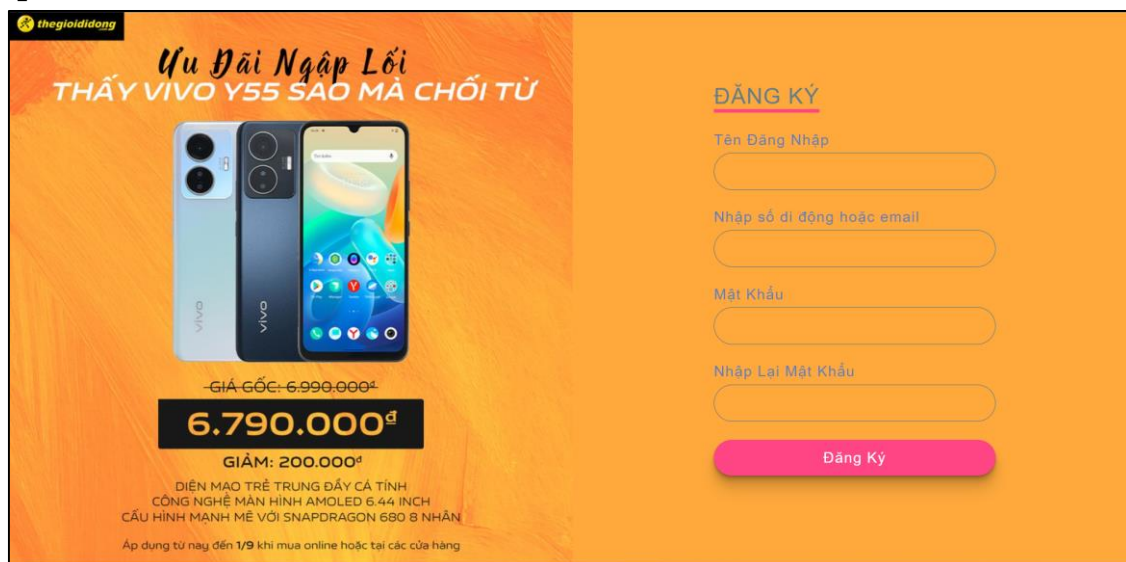 thegioididong
Ưu Đãi Ngập Lối
THẤY VIVO Y55 SAO MÀ CHỐI TỪ
vivo
vivo
GIÁ GỐC: 6.990.000đ
6.790.000đ
GIẢM: 200.000đ
DIỆN MẠO TRẺ TRUNG ĐẦY CÁ TÍNH
CÔNG NGHỆ MÀN HÌNH AMOLED 6.44 INCH
CẤU HÌNH MẠNH MẼ VỚI SNAPDRAGON 680 8 NHÂN
Áp dụng từ nay đến 1/9 khi mua online hoặc tại các cửa hàng
ĐĂNG KÝ
Tên Đăng Nhập
Nhập số di động hoặc email
Mật Khẩu
Nhập Lại Mật Khẩu
Đăng Ký